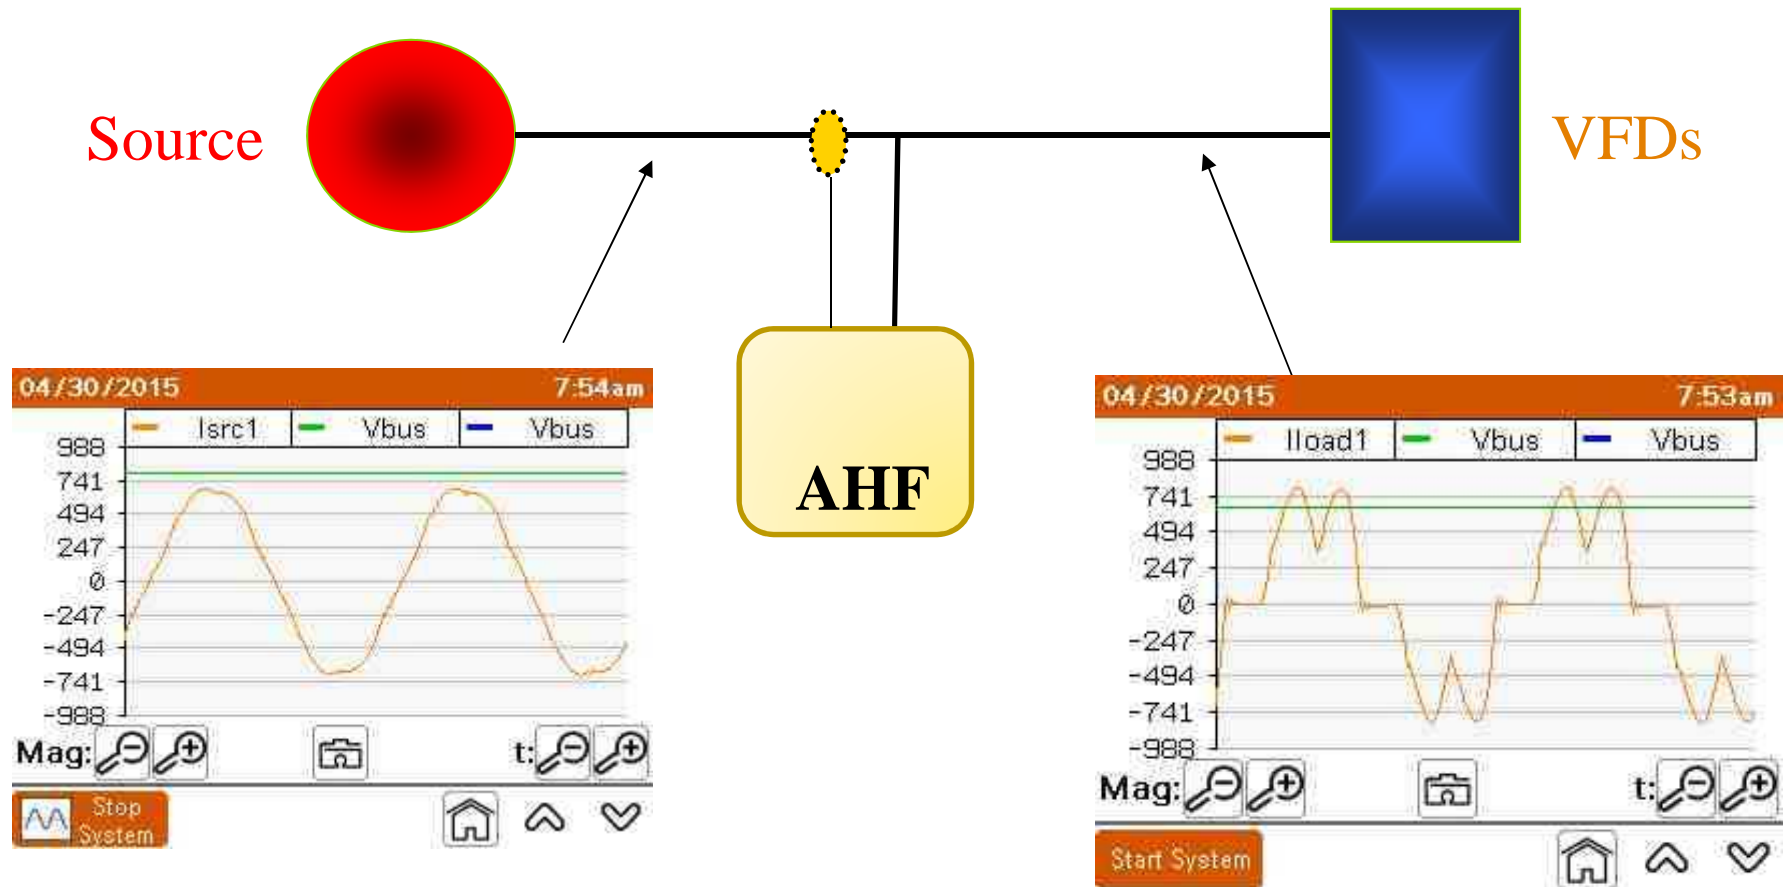 Source
VFDs
AHF
04/30/2015 7:54am
Isrc1 Vbus Vbus
988
741
494
247
0
-247
-494
-741
-988
Mag: t:
Stop
System
04/30/2015 7:53am
Iload1 Vbus Vbus
988
741
494
247
0
-247
-494
-741
-988
Mag: t:
Start System